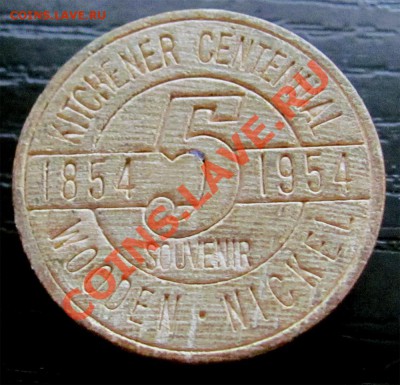 COINS.LAVE.RU
KITCHENER CENTENNIAL
5
1854 1954
SOUVENIR
WOODEN · NICKEL
COINS.LAVE.RU